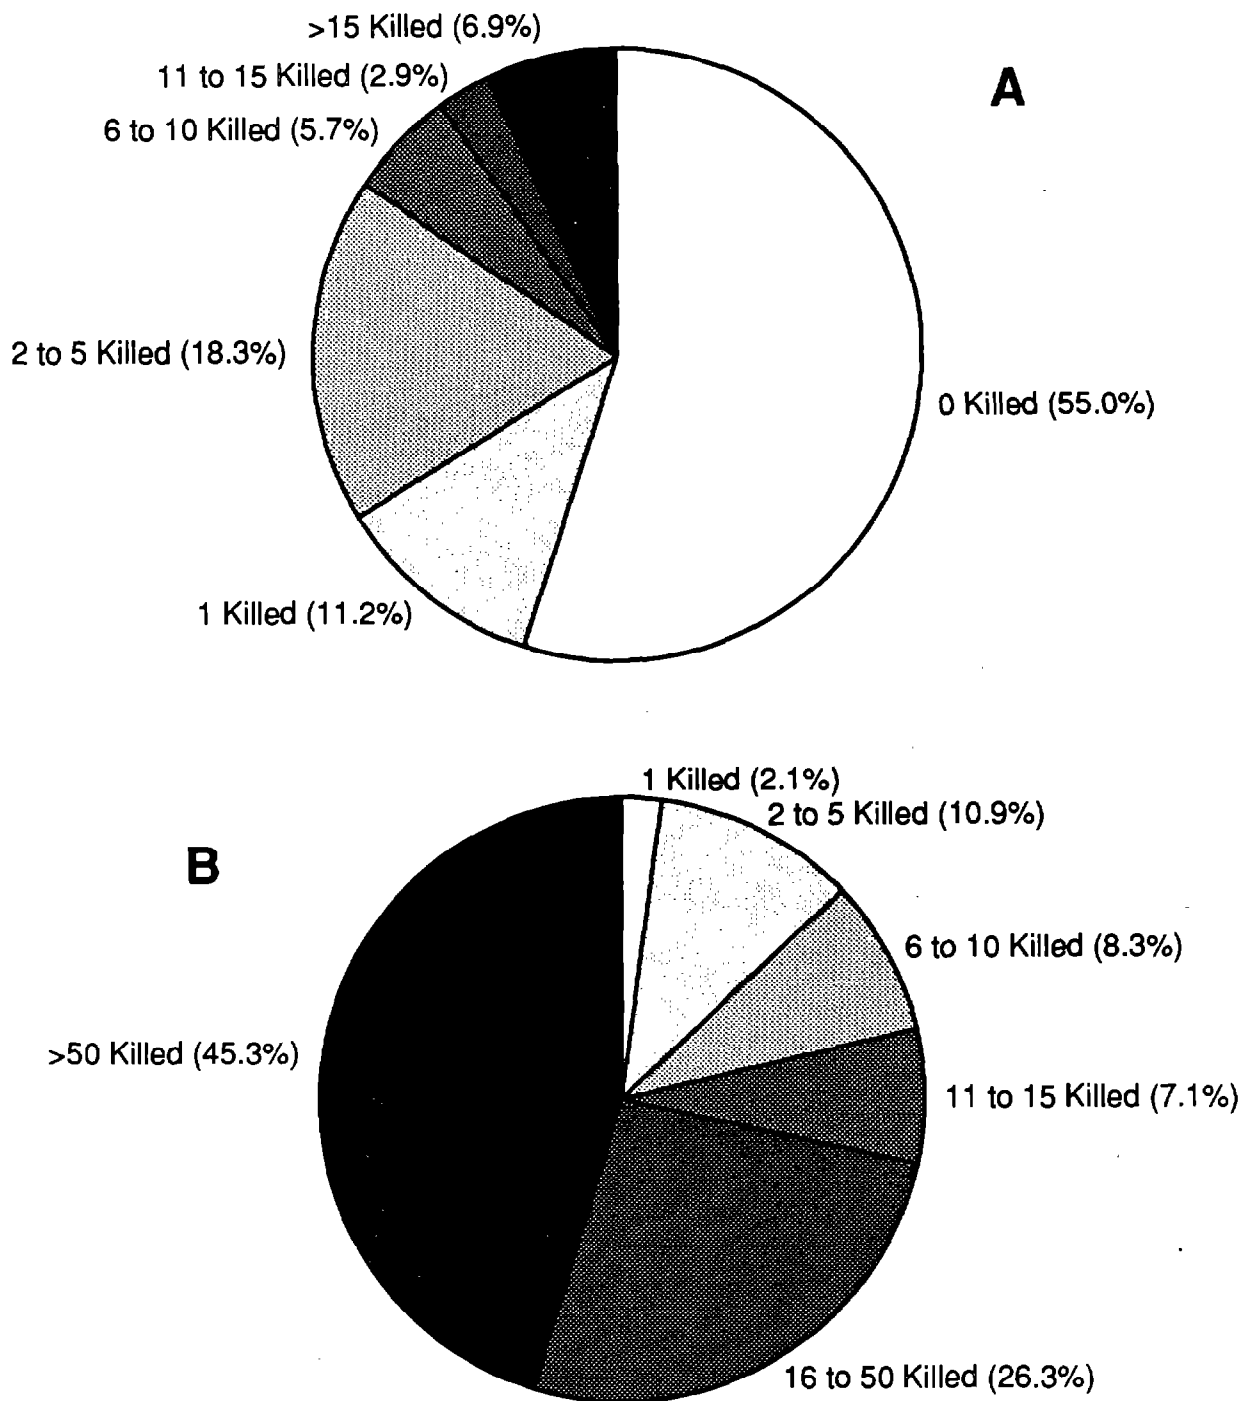 >15 Killed (6.9%)
11 to 15 Killed (2.9%)
6 to 10 Killed (5.7%)
A
2 to 5 Killed (18.3%)
0 Killed (55.0%)
1 Killed (11.2%)
1 Killed (2.1%)
2 to 5 Killed (10.9%)
B
6 to 10 Killed (8.3%)
>50 Killed (45.3%)
11 to 15 Killed (7.1%)
16 to 50 Killed (26.3%)